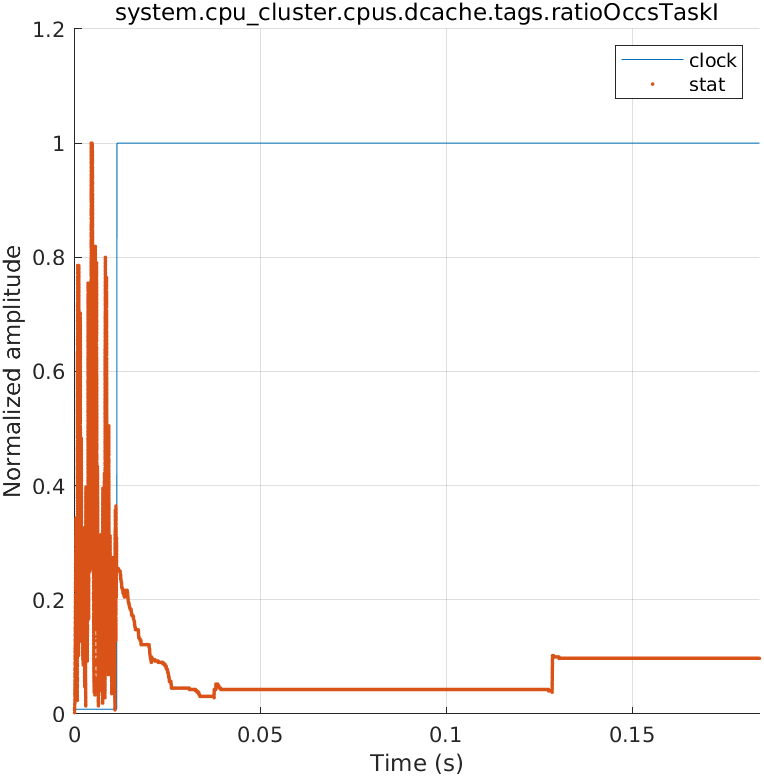 system.cpu_cluster.cpus.dcache.tags.ratioOccsTaskI
1.2
clock
stat
1
0.8
0.6
0.4
0.2
0
Normalized amplitude
0
0.05
0.1
0.15
Time (s)